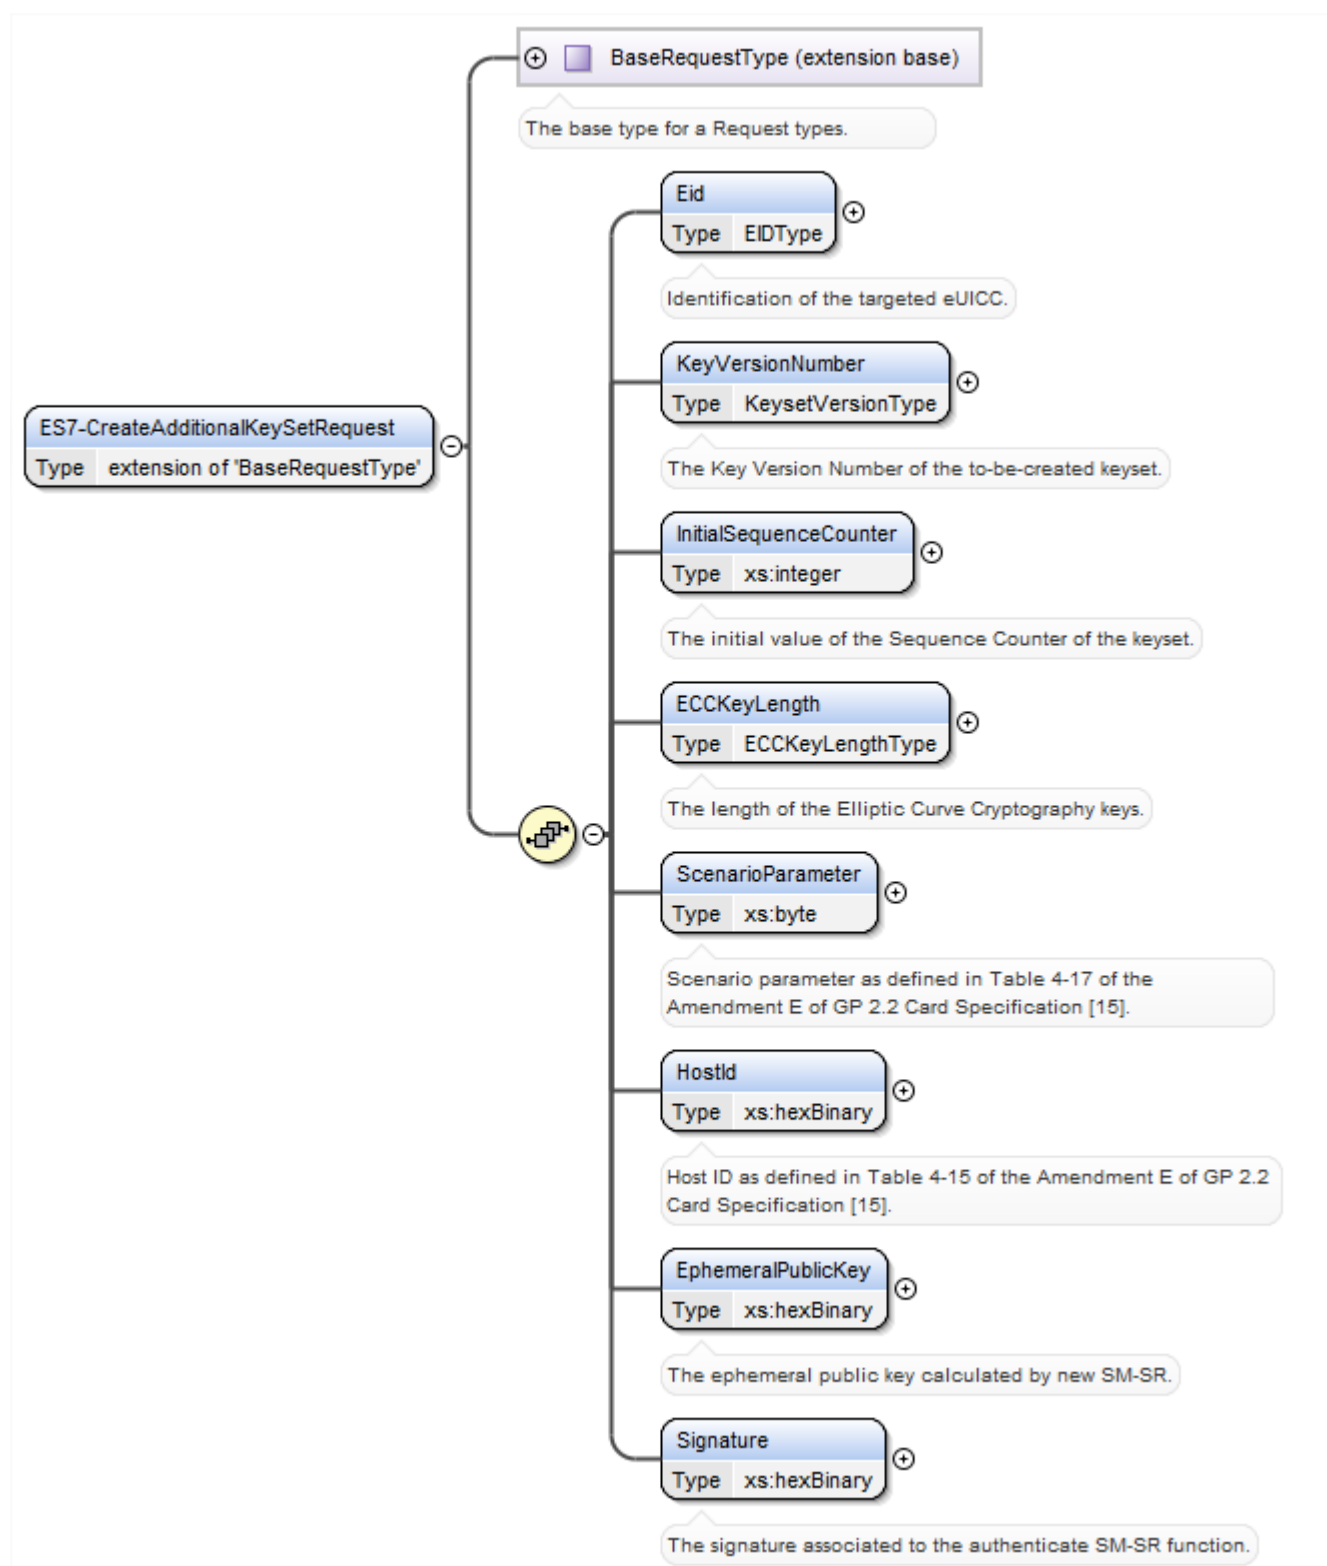 BaseRequestType (extension base)
The base type for a Request types.
Eid
Type EIDType
Identification of the targeted eUICC.
KeyVersionNumber
Type KeysetVersionType
The Key Version Number of the to-be-created keyset.
ES7-CreateAdditionalKeySetRequest
Type extension of 'BaseRequestType'
InitialSequenceCounter
Type xs:integer
The initial value of the Sequence Counter of the keyset.
ECCKeyLength
Type ECCKeyLengthType
The length of the Elliptic Curve Cryptography keys.
ScenarioParameter
Type xs:byte
Scenario parameter as defined in Table 4-17 of the
Amendment E of GP 2.2 Card Specification [15].
HostId
Type xs:hexBinary
Host ID as defined in Table 4-15 of the Amendment E of GP 2.2
Card Specification [15].
EphemeralPublicKey
Type xs:hexBinary
The ephemeral public key calculated by new SM-SR.
Signature
Type xs:hexBinary
The signature associated to the authenticate SM-SR function.